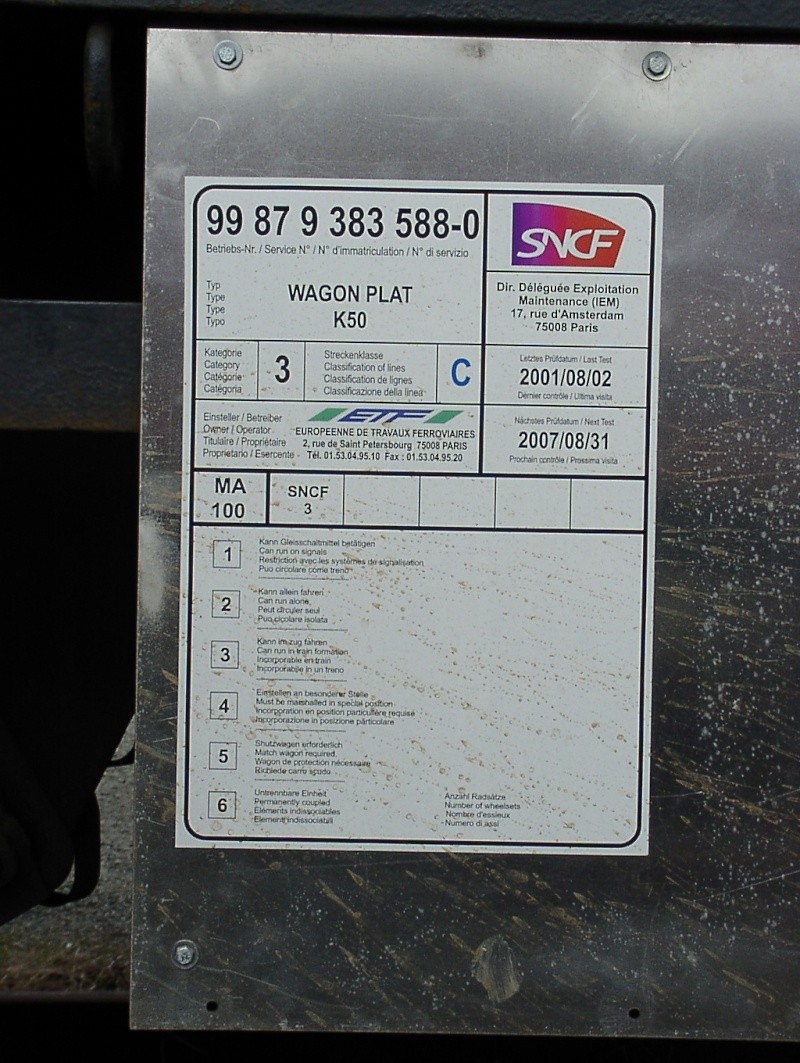 99 87 9 383 588-0
Betriebs-Nr. / Service N° / N° d'immatriculation / N° di servizio
SNCF
Dir. Déléguée Exploitation
Maintenance (IEM)
17, rue d'Amsterdam
75008 Paris
Typ
Type
Type
Typo
WAGON PLAT
K50
Kategorie
Category
Catégorie
Catégoria
3
Streckenklasse
Classification of lines
Classification de lignes
Classificazione della linea
C
Letztes Prüfdatum / Last Test
2001/08/02
Dernier contrôle / Ultima visita
Einsteller / Betreiber
Owner / Operator
Titulaire / Propriétaire
Proprietario / Esercente
ETF
EUROPEENNE DE TRAVAUX FERROVIAIRES
2, rue de Saint Petersbourg 75008 PARIS
Tél. 01.53.04.95.10 Fax : 01.53.04.95.20
Nächstes Prüfdatum / Next Test
2007/08/31
Prochain contrôle / Prossima visita
MA
100
SNCF
3
1
Kann Gleisschaltmittel betätigen
Can run on signals
Restriction avec les systèmes de signalisation
Puo circolare come treno
2
Kann allein fahren
Can run alone
Peut circuler seul
Puo circolare isolata
3
Kann im zug fahren
Can run in train formation
Incorporable en train
Incorporabile in un treno
4
Einstellen an besonderer Stelle
Must be marshalled in special position
Incorporation en position particulière requise
Incorporazione in posizione particolare
5
Shutzwagen erforderlich
Match wagon required
Wagon de protection nécessaire
Richiede carro scudo
6
Untrennbare Einheit
Permanently coupled
Eléments indissociables
Elementi indissociabili
Anzahl Radsätze
Number of wheelsets
Nombre d'essieux
Numero di assi